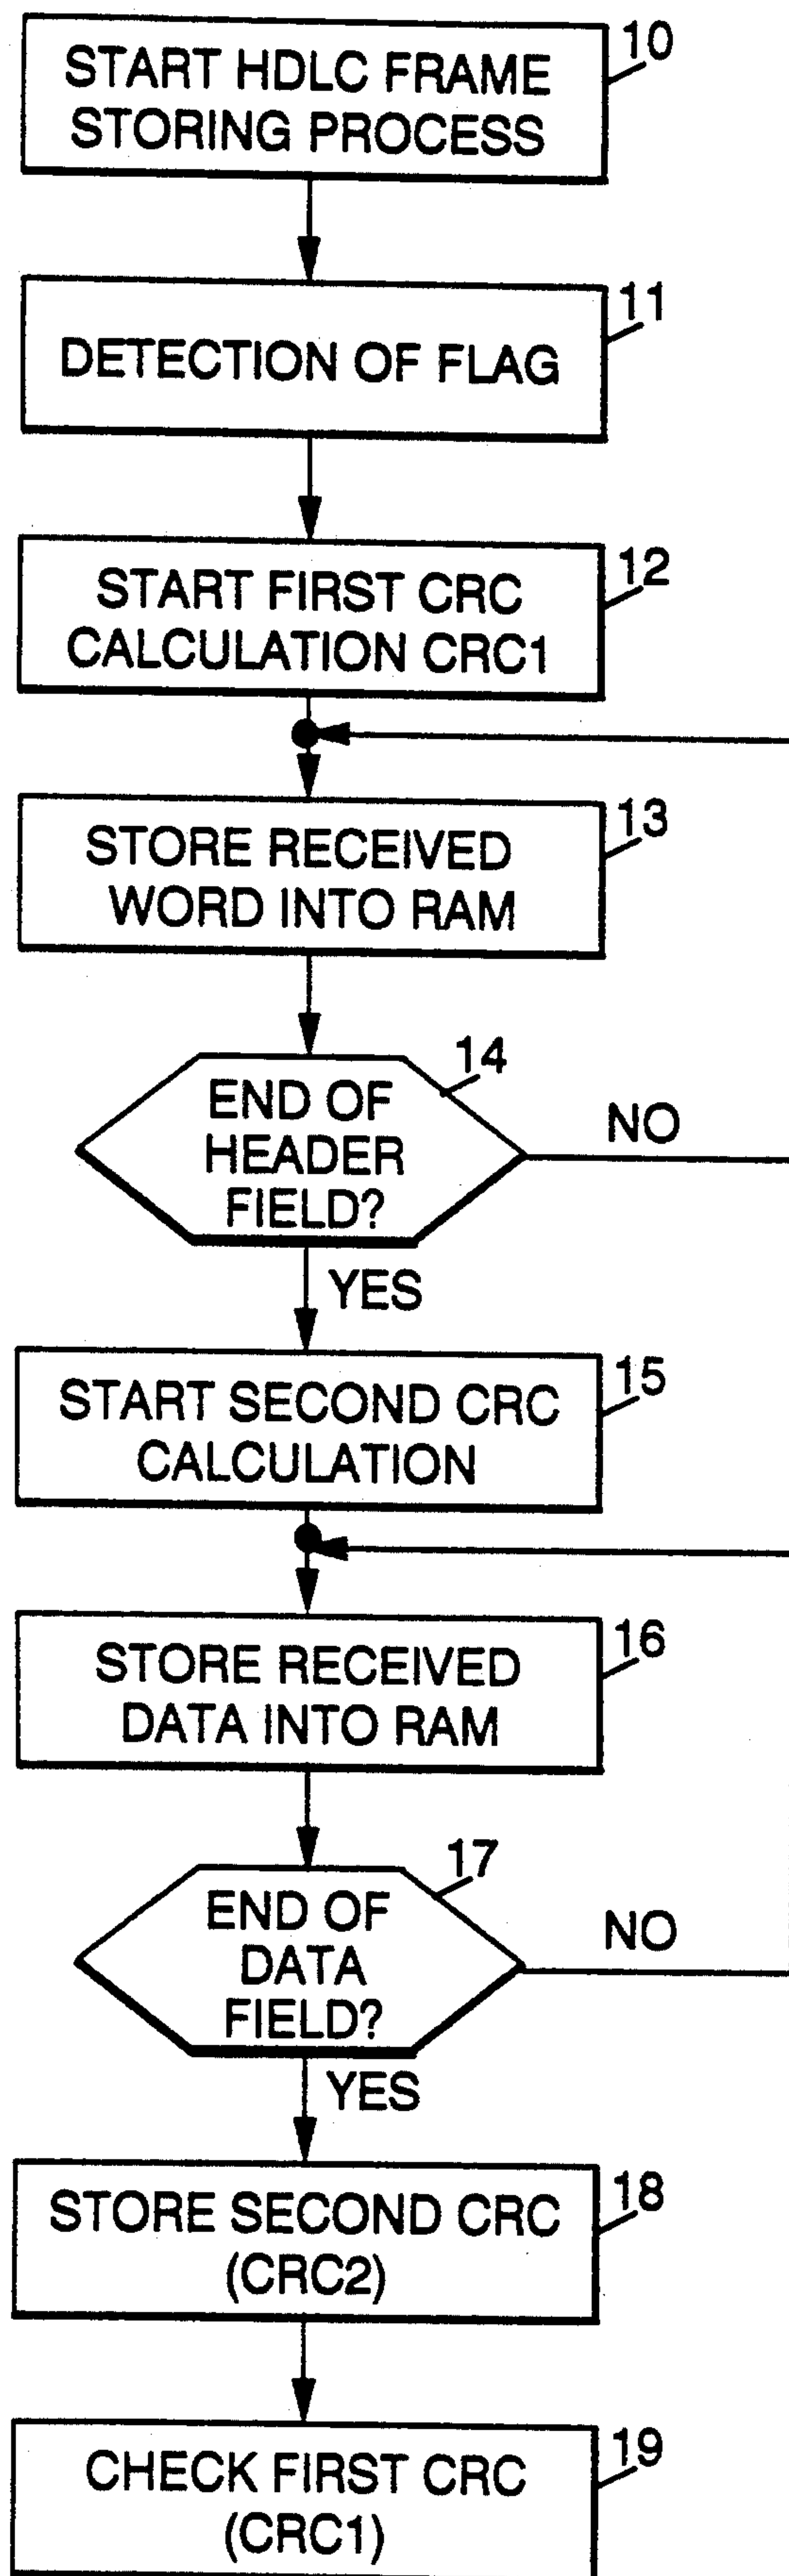 10
START HDLC FRAME
STORING PROCESS
11
DETECTION OF FLAG
12
START FIRST CRC
CALCULATION CRC1
13
STORE RECEIVED
WORD INTO RAM
14
END OF
HEADER
FIELD?
NO
YES
15
START SECOND CRC
CALCULATION
16
STORE RECEIVED
DATA INTO RAM
17
END OF
DATA
FIELD?
NO
YES
18
STORE SECOND CRC
(CRC2)
19
CHECK FIRST CRC
(CRC1)